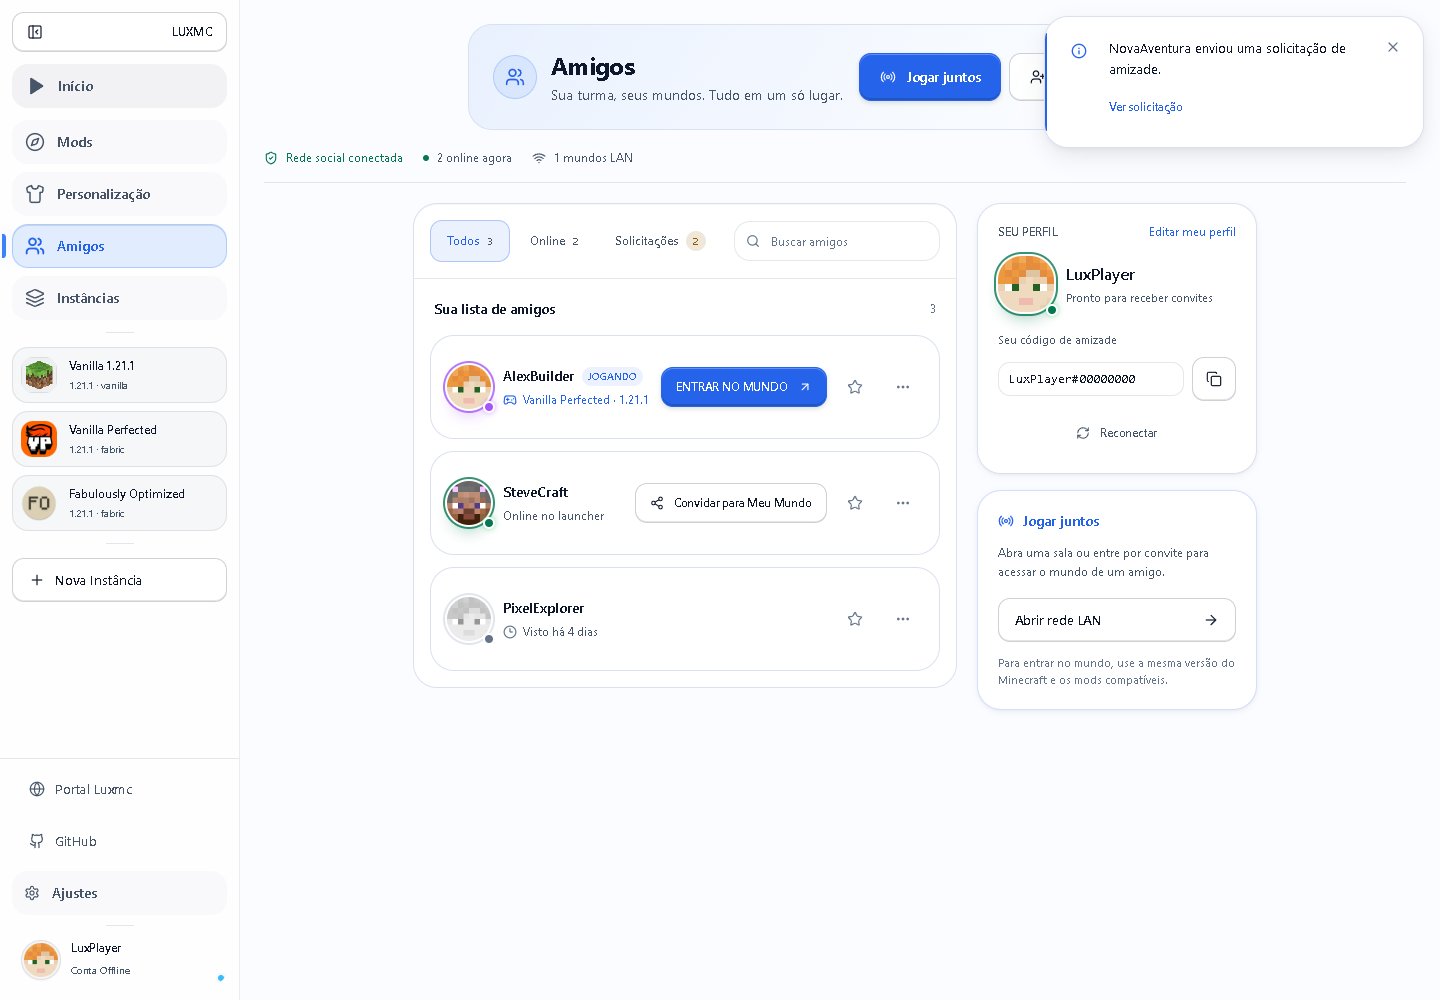 LUXMC
Início
Mods
Personalização
Amigos
Instâncias
Vanilla 1.21.1
1.21.1 · vanilla
Vanilla Perfected
1.21.1 · fabric
Fabulously Optimized
1.21.1 · fabric
Nova Instância
Portal Luxmc
GitHub
Ajustes
LuxPlayer
Conta Offline
Amigos
Sua turma, seus mundos. Tudo em um só lugar.
Jogar juntos
NovaAventura enviou uma solicitação de
amizade.
Ver solicitação
Rede social conectada
2 online agora
1 mundos LAN
Todos 3
Online 2
Solicitações 2
Buscar amigos
Sua lista de amigos
3
AlexBuilder JOGANDO
Vanilla Perfected · 1.21.1
ENTRAR NO MUNDO
SteveCraft
Online no launcher
Convidar para Meu Mundo
PixelExplorer
Visto há 4 dias
SEU PERFIL
Editar meu perfil
LuxPlayer
Pronto para receber convites
Seu código de amizade
LuxPlayer#00000000
Reconectar
Jogar juntos
Abra uma sala ou entre por convite para
acessar o mundo de um amigo.
Abrir rede LAN
Para entrar no mundo, use a mesma versão do
Minecraft e os mods compatíveis.
VP
FO